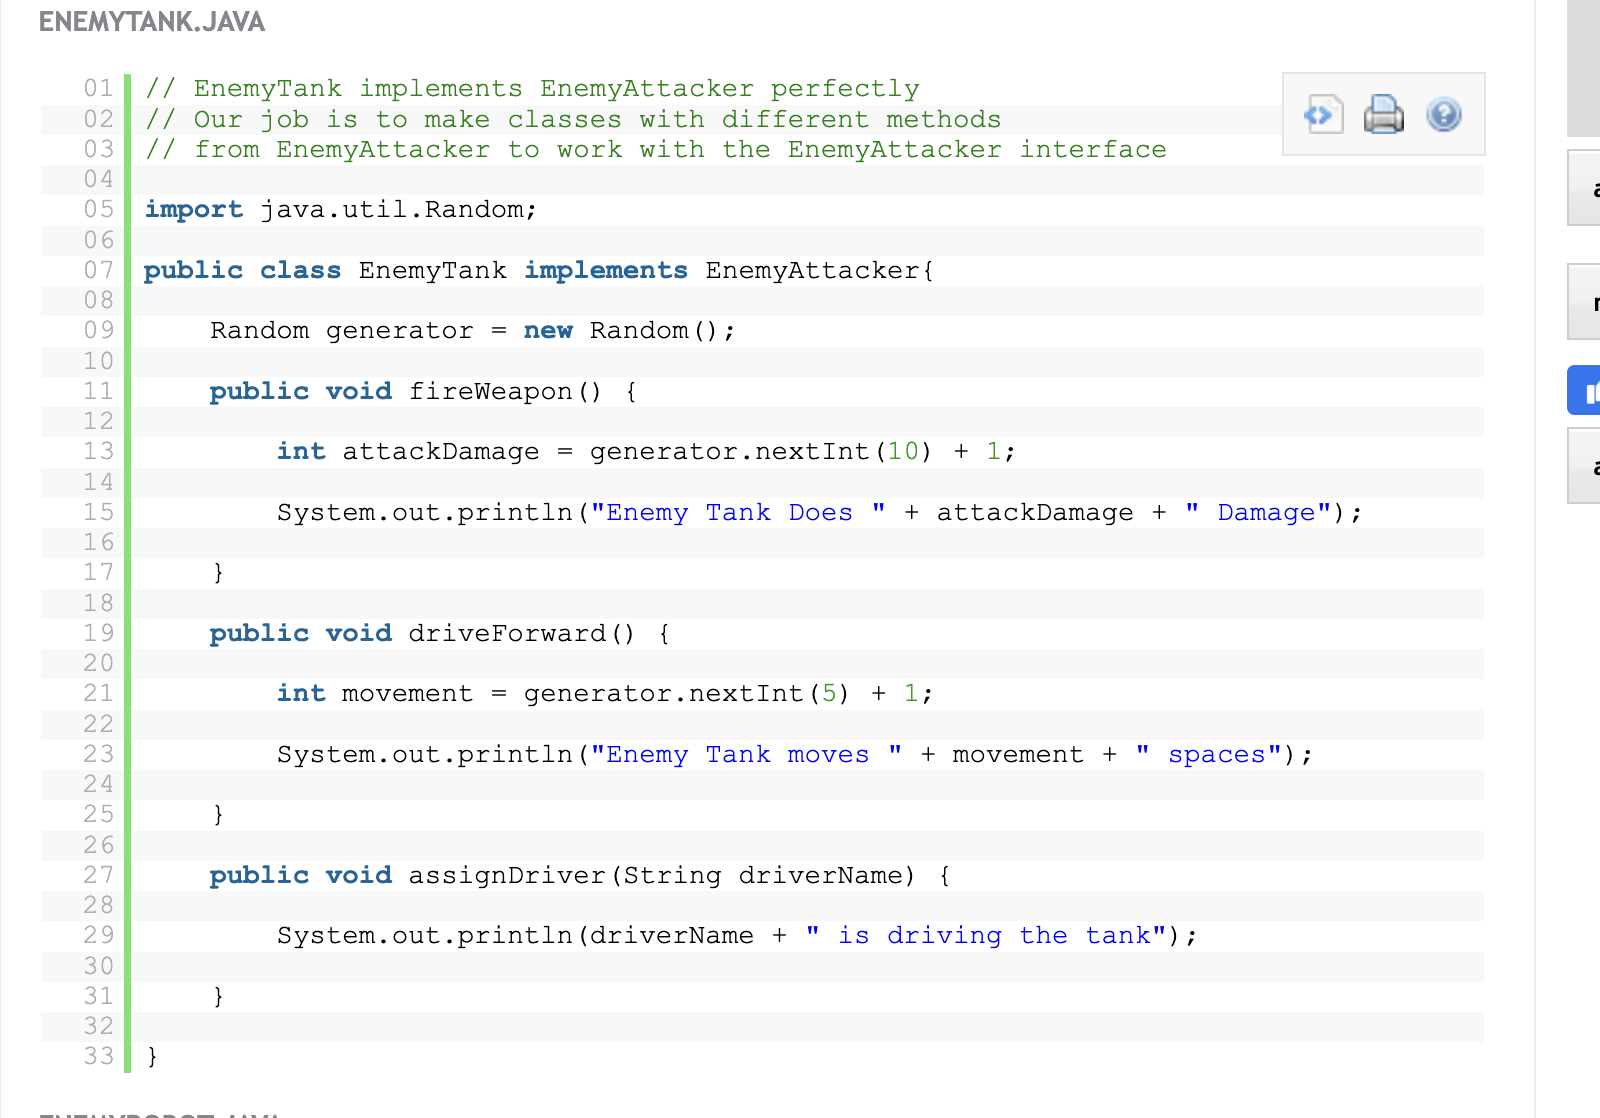 ENEMYTANK.JAVA
01 // EnemyTank implements EnemyAttacker perfectly
02 // Our job is to make classes with different methods
03 // from EnemyAttacker to work with the EnemyAttacker interface
04
05 import java.util.Random;
06
07 public class EnemyTank implements EnemyAttacker{
08
09     Random generator = new Random();
10
11     public void fireWeapon() {
12
13         int attackDamage = generator.nextInt(10) + 1;
14
15         System.out.println("Enemy Tank Does " + attackDamage + " Damage");
16
17     }
18
19     public void driveForward() {
20
21         int movement = generator.nextInt(5) + 1;
22
23         System.out.println("Enemy Tank moves " + movement + " spaces");
24
25     }
26
27     public void assignDriver(String driverName) {
28
29         System.out.println(driverName + " is driving the tank");
30
31     }
32
33 }